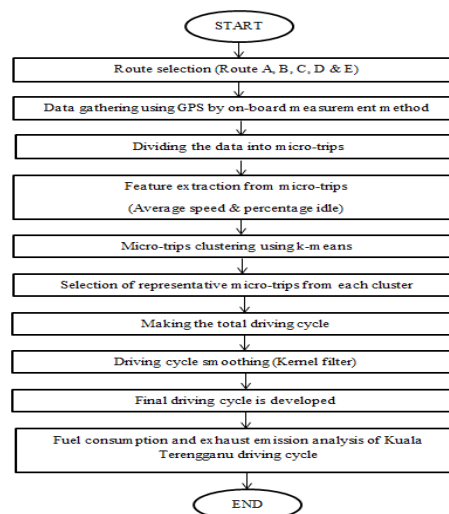 START
Route selection (Route A, B, C, D & E)
Data gathering using GPS by on-board measurement method
Dividing the data into micro-trips
Feature extraction from micro-trips
(Average speed & percentage idle)
Micro-trips clustering using k-means
Selection of representative micro-trips from each cluster
Making the total driving cycle
Driving cycle smoothing (Kernel filter)
Final driving cycle is developed
Fuel consumption and exhaust emission analysis of Kuala
Terengganu driving cycle
END